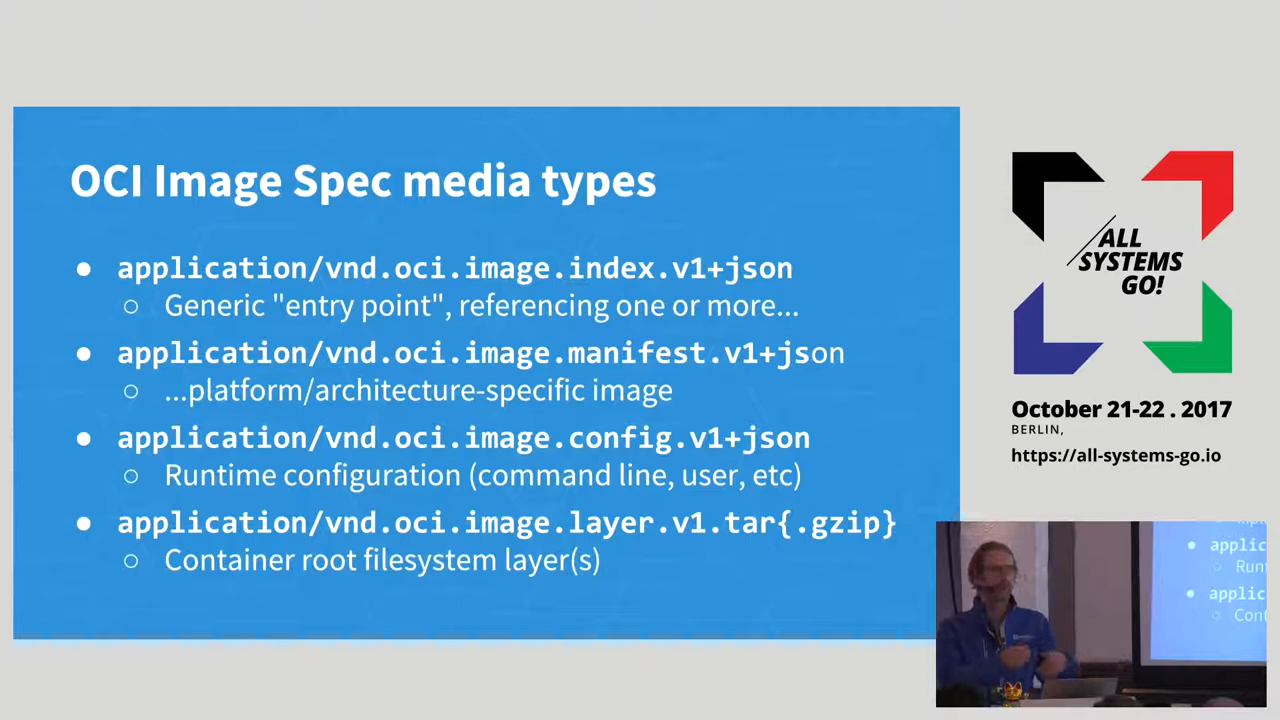 OCI Image Spec media types
● application/vnd.oci.image.index.v1+json
○ Generic "entry point", referencing one or more...
● application/vnd.oci.image.manifest.v1+json
○ ...platform/architecture-specific image
● application/vnd.oci.image.config.v1+json
○ Runtime configuration (command line, user, etc)
● application/vnd.oci.image.layer.v1.tar{.gzip}
○ Container root filesystem layer(s)
ALL
SYSTEMS
GO!
October 21-22 . 2017
BERLIN,
https://all-systems-go.io
● applic
○ Run
● applic
○ Cont